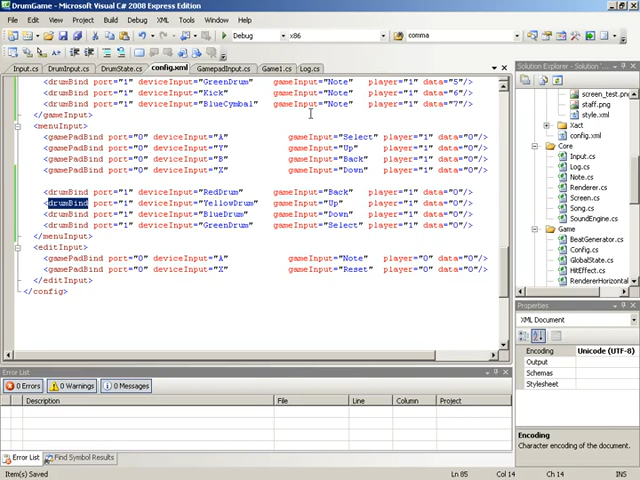 DrumGame - Microsoft Visual C# 2008 Express Edition
File Edit View Project Build Debug XML Tools Window Help
Debug x86 comma
Input.cs DrumInput.cs DrumState.cs config.xml GamepadInput.cs Game1.cs Log.cs
<drumBind port="1" deviceInput="GreenDrum" gameInput="Note" player="1" data="5"/>
<drumBind port="1" deviceInput="Kick" gameInput="Note" player="1" data="6"/>
<drumBind port="1" deviceInput="BlueCymbal" gameInput="Note" player="1" data="7"/>
</gameInput>
<menuInput>
<gamePadBind port="0" deviceInput="A" gameInput="Select" player="1" data="0"/>
<gamePadBind port="0" deviceInput="Y" gameInput="Up" player="1" data="0"/>
<gamePadBind port="0" deviceInput="B" gameInput="Back" player="1" data="0"/>
<gamePadBind port="0" deviceInput="X" gameInput="Down" player="1" data="0"/>
<drumBind port="1" deviceInput="RedDrum" gameInput="Back" player="1" data="0"/>
<drumBind port="1" deviceInput="YellowDrum" gameInput="Up" player="1" data="0"/>
<drumBind port="1" deviceInput="BlueDrum" gameInput="Down" player="1" data="0"/>
<drumBind port="1" deviceInput="GreenDrum" gameInput="Select" player="1" data="0"/>
</menuInput>
<editInput>
<gamePadBind port="0" deviceInput="A" gameInput="Note" player="0" data="0"/>
<gamePadBind port="0" deviceInput="X" gameInput="Reset" player="0" data="0"/>
</editInput>
</config>
Solution Explorer
screen_test.png
staff.png
style.xml
Xact
config.xml
Core
Input.cs
Log.cs
Note.cs
Renderer.cs
Screen.cs
Song.cs
SoundEngine.cs
Game
BeatGenerator.cs
Config.cs
GlobalState.cs
HitEffect.cs
RendererHorizontal
Properties
XML Document
Encoding Unicode (UTF-8)
Output
Schemas
Stylesheet
Encoding
Character encoding of the document.
Error List
0 Errors 0 Warnings 0 Messages
Description File Line Column Project
Error List Find Symbol Results
Item(s) Saved Ln 85 Col 14 Ch 14 INS